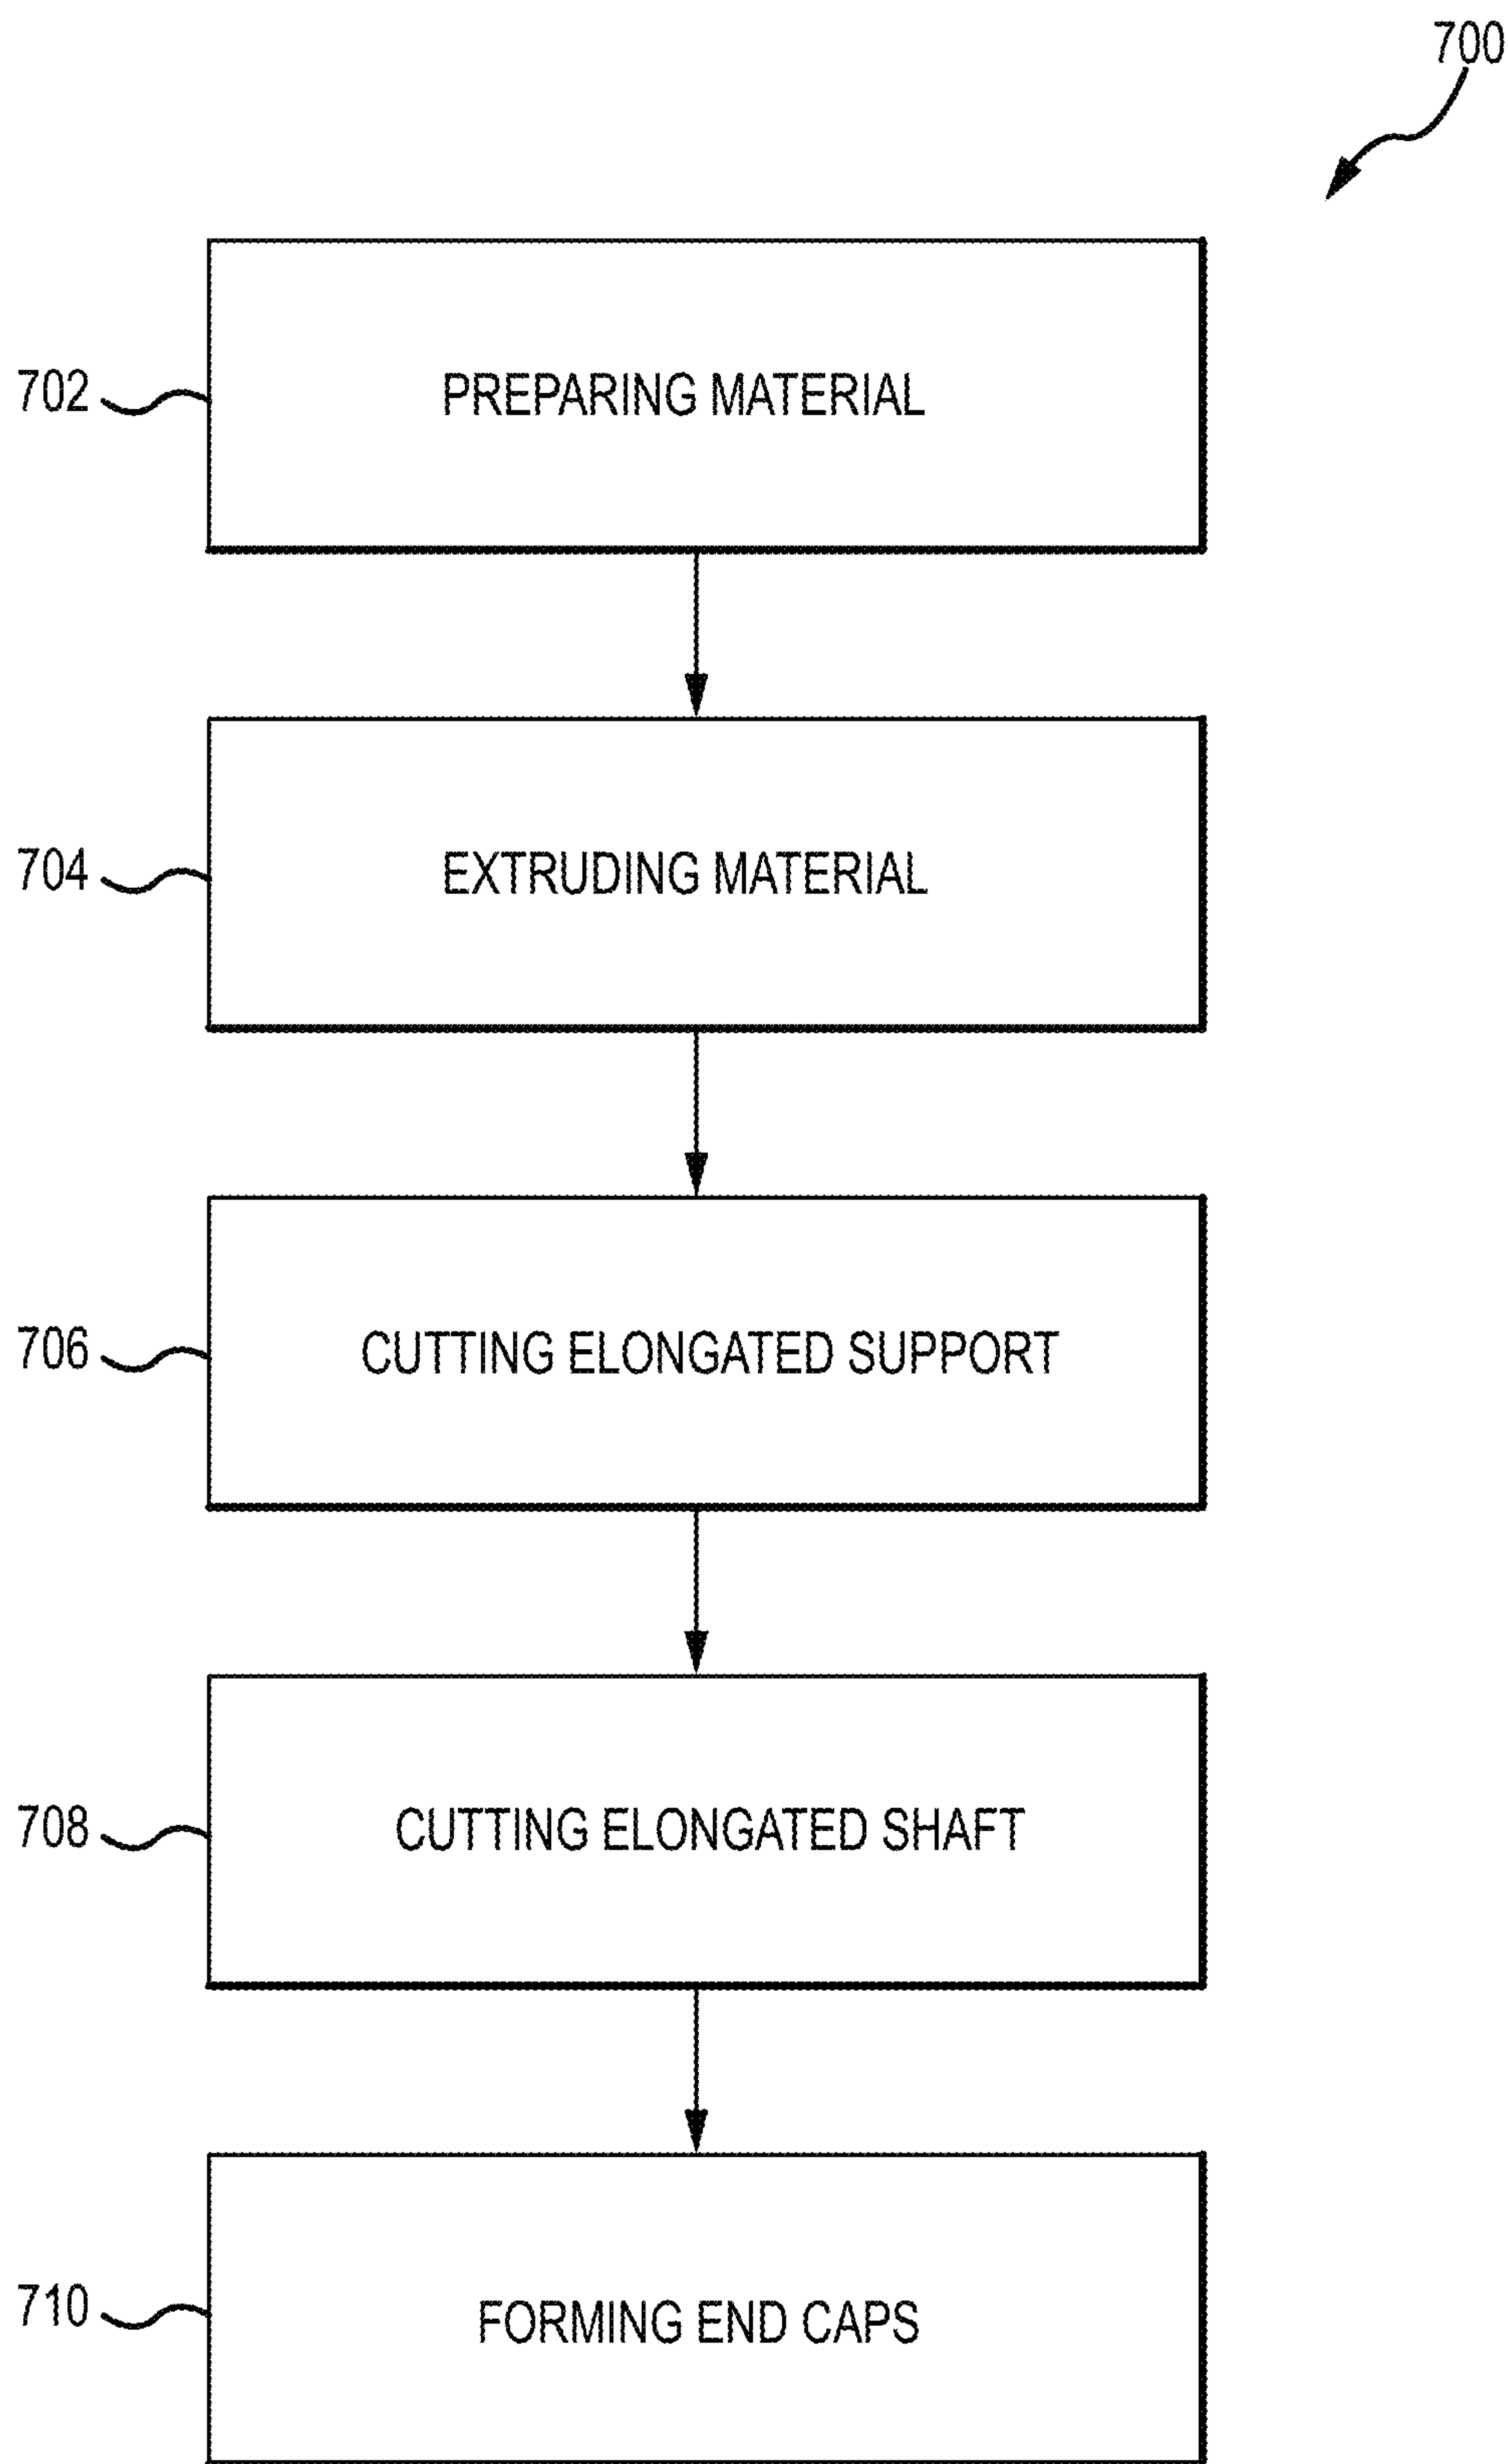 700
702 PREPARING MATERIAL
704 EXTRUDING MATERIAL
706 CUTTING ELONGATED SUPPORT
708 CUTTING ELONGATED SHAFT
710 FORMING END CAPS